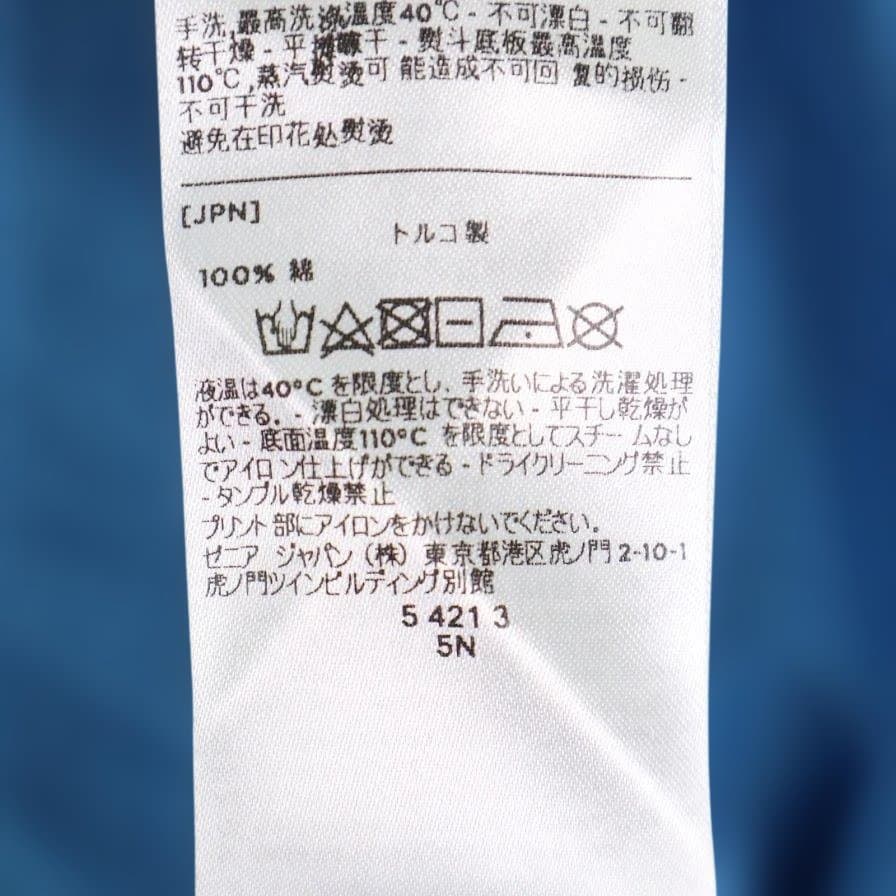 手洗,最高洗涤温度40°C - 不可漂白 - 不可翻
转干燥 - 平摊晾干 - 熨斗底板最高温度
110°C,蒸汽熨烫可 能造成不可回 复的损伤 -
不可干洗
避免在印花处熨烫
[JPN]
トルコ製
100% 綿
液温は40°C を限度とし、手洗いによる洗濯処理
ができる. - 漂白処理はできない - 平干し乾燥が
よい - 底面温度110°C を限度としてスチームなし
でアイロン仕上げができる - ドライクリーニング禁止
- タンブル乾燥禁止
プリント部にアイロンをかけないでください。
ゼニア ジャパン (株) 東京都港区虎ノ門 2-10-1
虎ノ門ツインビルディング別館
5 421 3
5N